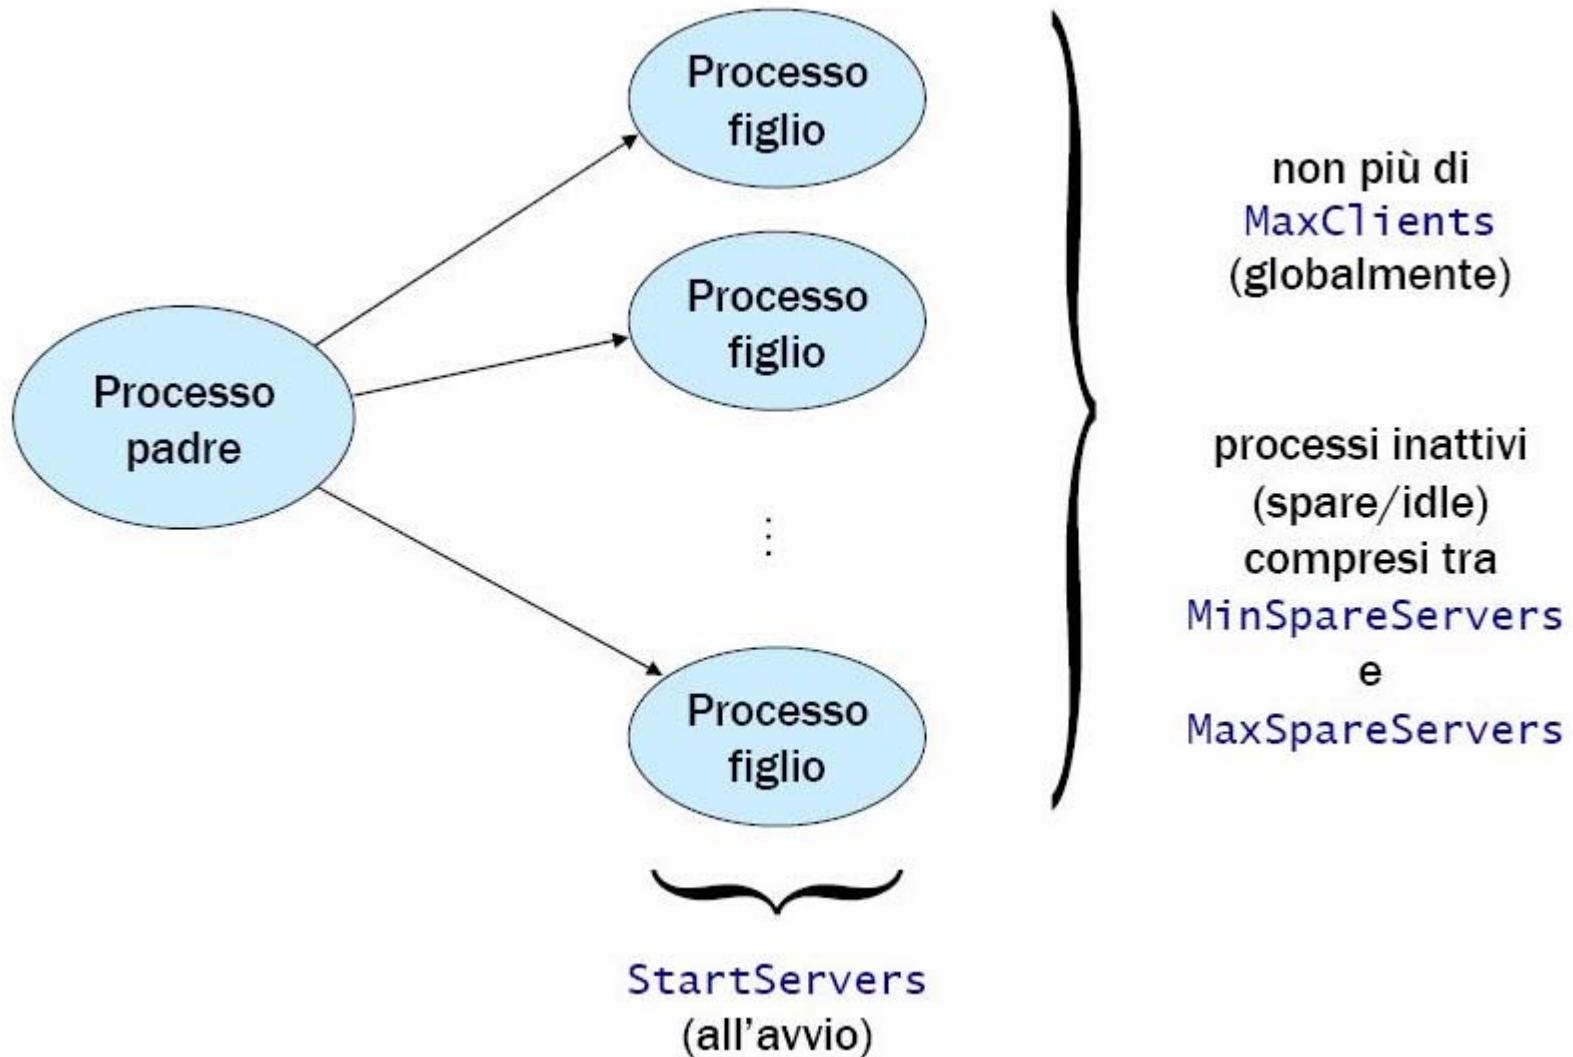 Processo
padre
Processo
figlio
Processo
figlio
⋮
Processo
figlio
StartServers
(all'avvio)
non più di
MaxClients
(globalmente)
processi inattivi
(spare/idle)
compresi tra
MinSpareServers
e
MaxSpareServers